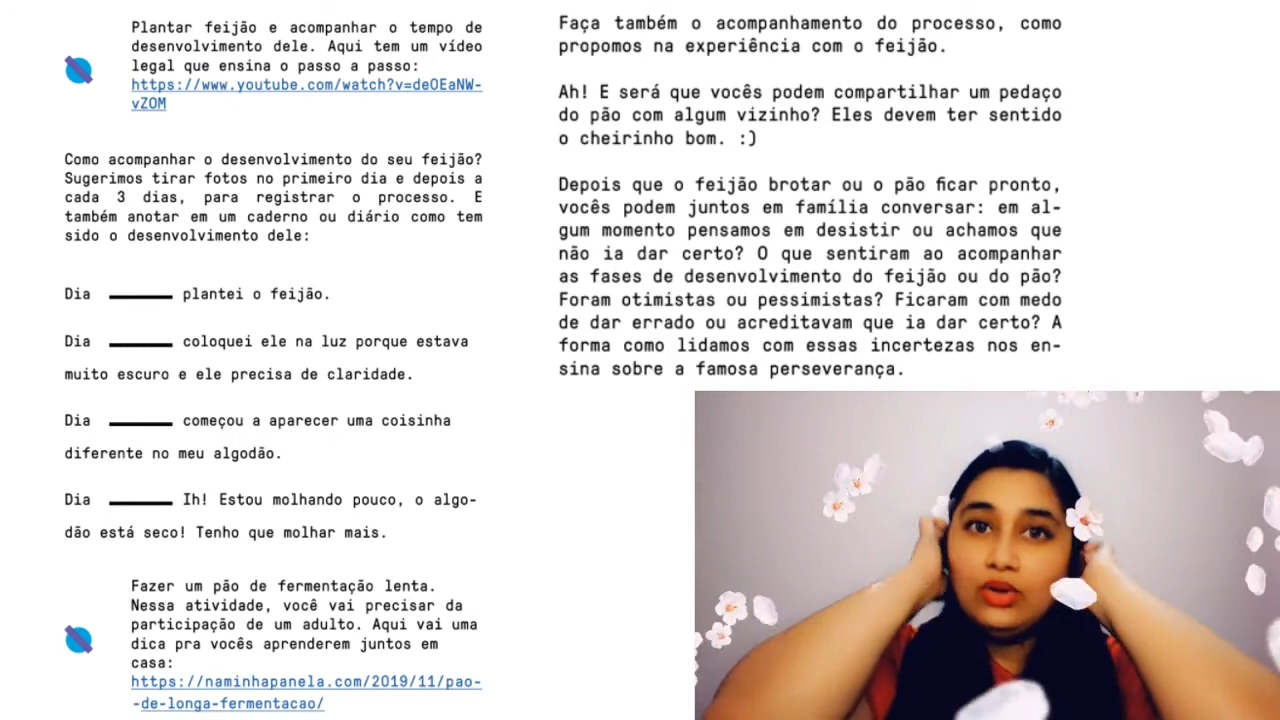 Plantar feijão e acompanhar o tempo de
desenvolvimento dele. Aqui tem um vídeo
legal que ensina o passo a passo:
https://www.youtube.com/watch?v=deOEaNW-
vZOM
Como acompanhar o desenvolvimento do seu feijão?
Sugerimos tirar fotos no primeiro dia e depois a
cada 3 dias, para registrar o processo. E
também anotar em um caderno ou diário como tem
sido o desenvolvimento dele:
Dia ______ plantei o feijão.
Dia ______ coloquei ele na luz porque estava
muito escuro e ele precisa de claridade.
Dia ______ começou a aparecer uma coisinha
diferente no meu algodão.
Dia ______ Ih! Estou molhando pouco, o algo-
dão está seco! Tenho que molhar mais.
Fazer um pão de fermentação lenta.
Nessa atividade, você vai precisar da
participação de um adulto. Aqui vai uma
dica pra vocês aprenderem juntos em
casa:
https://naminhapanela.com/2019/11/pao-
-de-longa-fermentacao/
Faça também o acompanhamento do processo, como
propomos na experiência com o feijão.
Ah! E será que vocês podem compartilhar um pedaço
do pão com algum vizinho? Eles devem ter sentido
o cheirinho bom. :)
Depois que o feijão brotar ou o pão ficar pronto,
vocês podem juntos em família conversar: em al-
gum momento pensamos em desistir ou achamos que
não ia dar certo? O que sentiram ao acompanhar
as fases de desenvolvimento do feijão ou do pão?
Foram otimistas ou pessimistas? Ficaram com medo
de dar errado ou acreditavam que ia dar certo? A
forma como lidamos com essas incertezas nos en-
sina sobre a famosa perseverança.